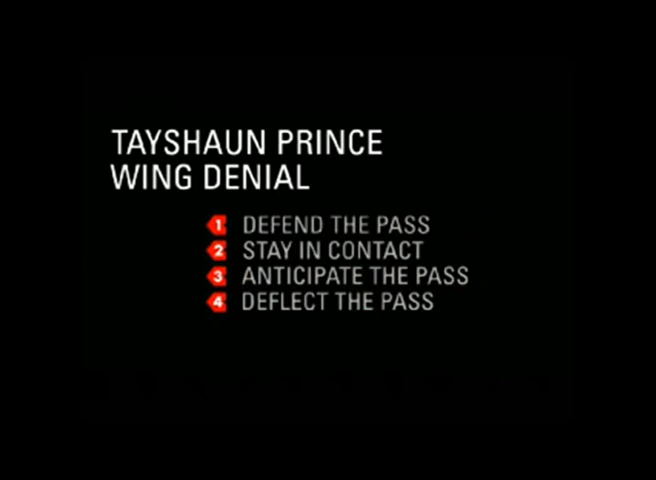 TAYSHAUN PRINCE
WING DENIAL
1 DEFEND THE PASS
2 STAY IN CONTACT
3 ANTICIPATE THE PASS
4 DEFLECT THE PASS